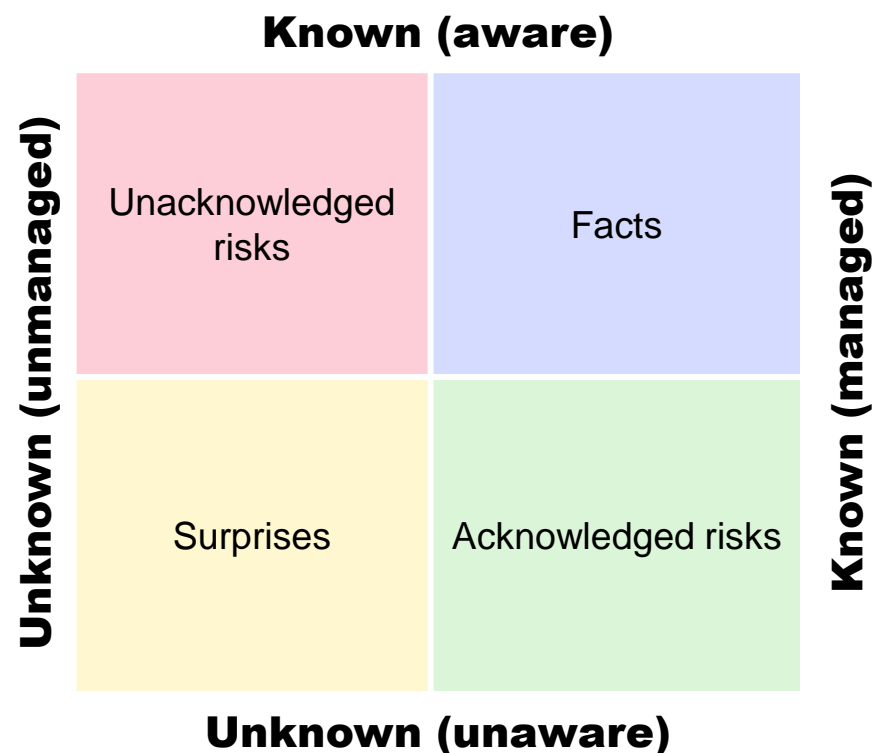 Known (aware)
Unknown (unmanaged)
Unacknowledged
risks
Facts
Known (managed)
Surprises
Acknowledged risks
Unknown (unaware)